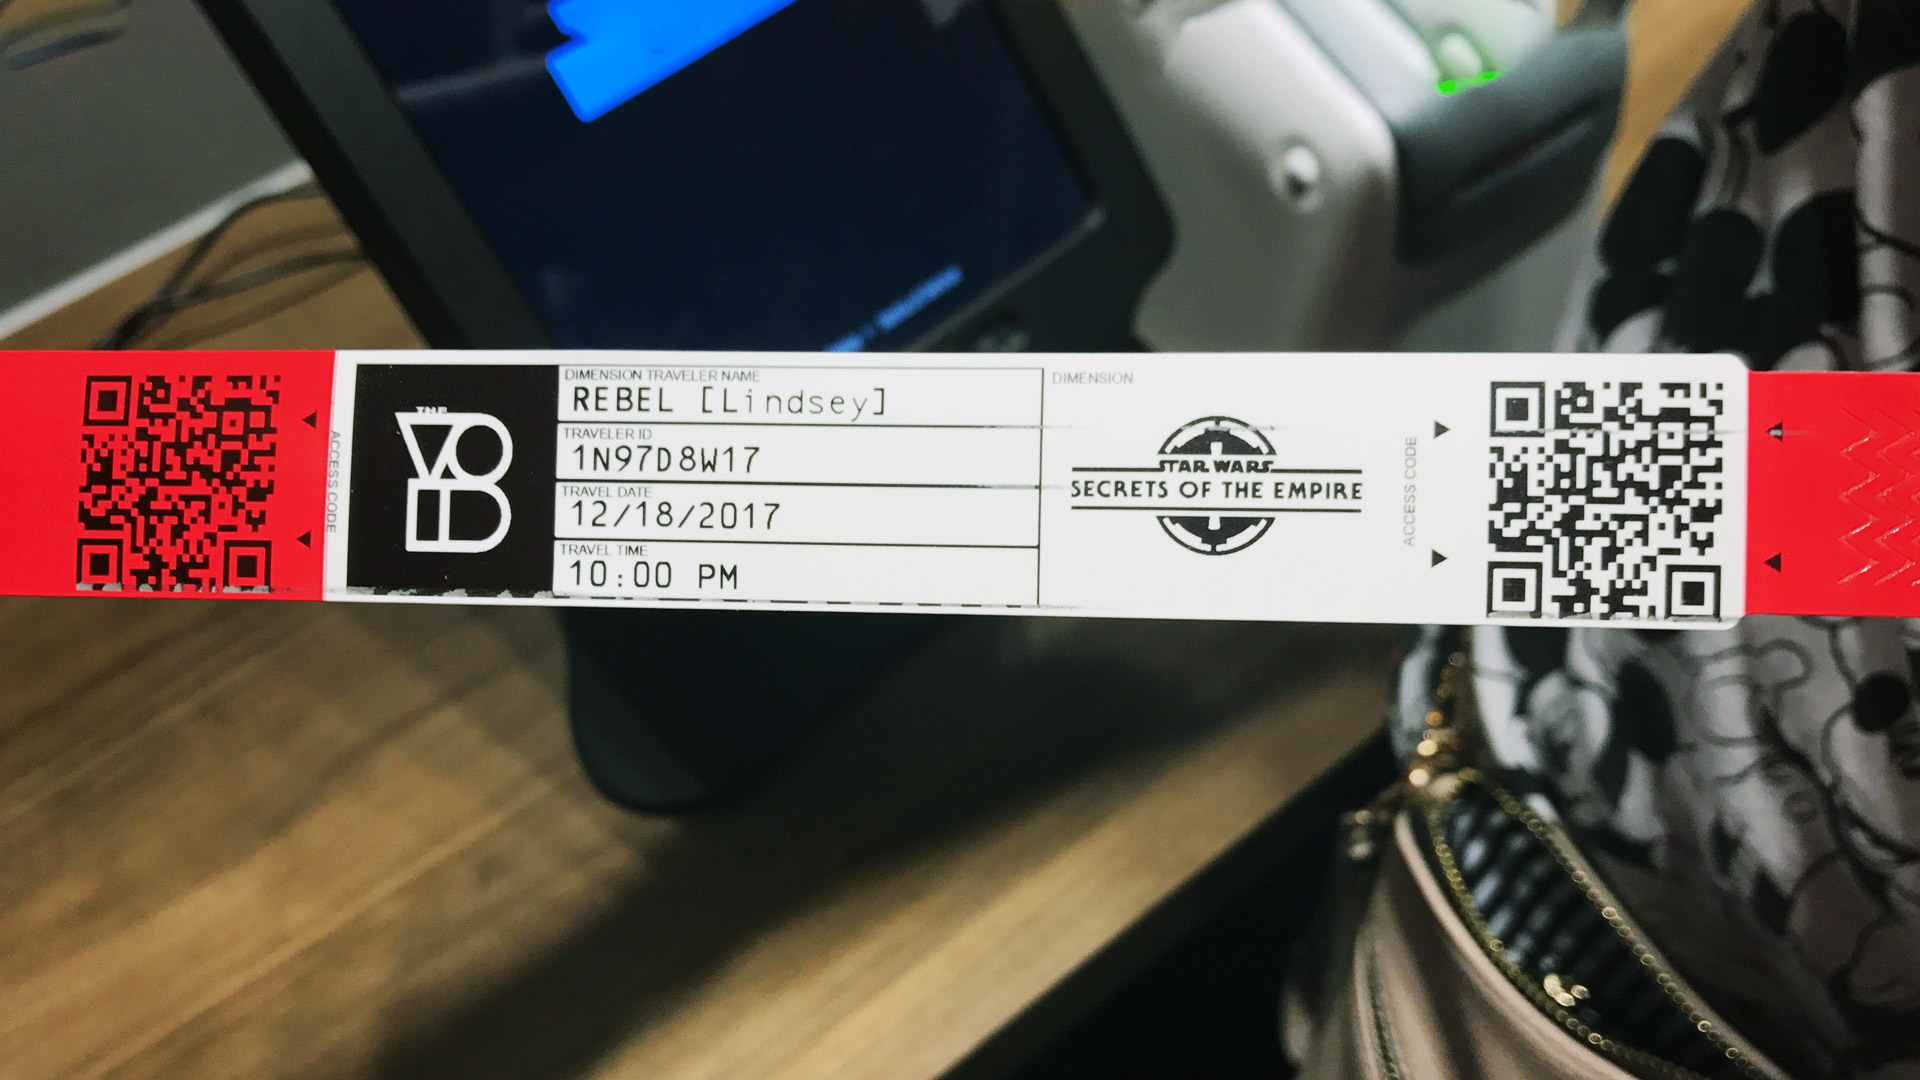 ACCESS CODE
THE
VOID
DIMENSION TRAVELER NAME
REBEL [Lindsey]
TRAVELER ID
1N97D8W17
TRAVEL DATE
12/18/2017
TRAVEL TIME
10:00 PM
DIMENSION
STAR WARS
SECRETS OF THE EMPIRE
ACCESS CODE